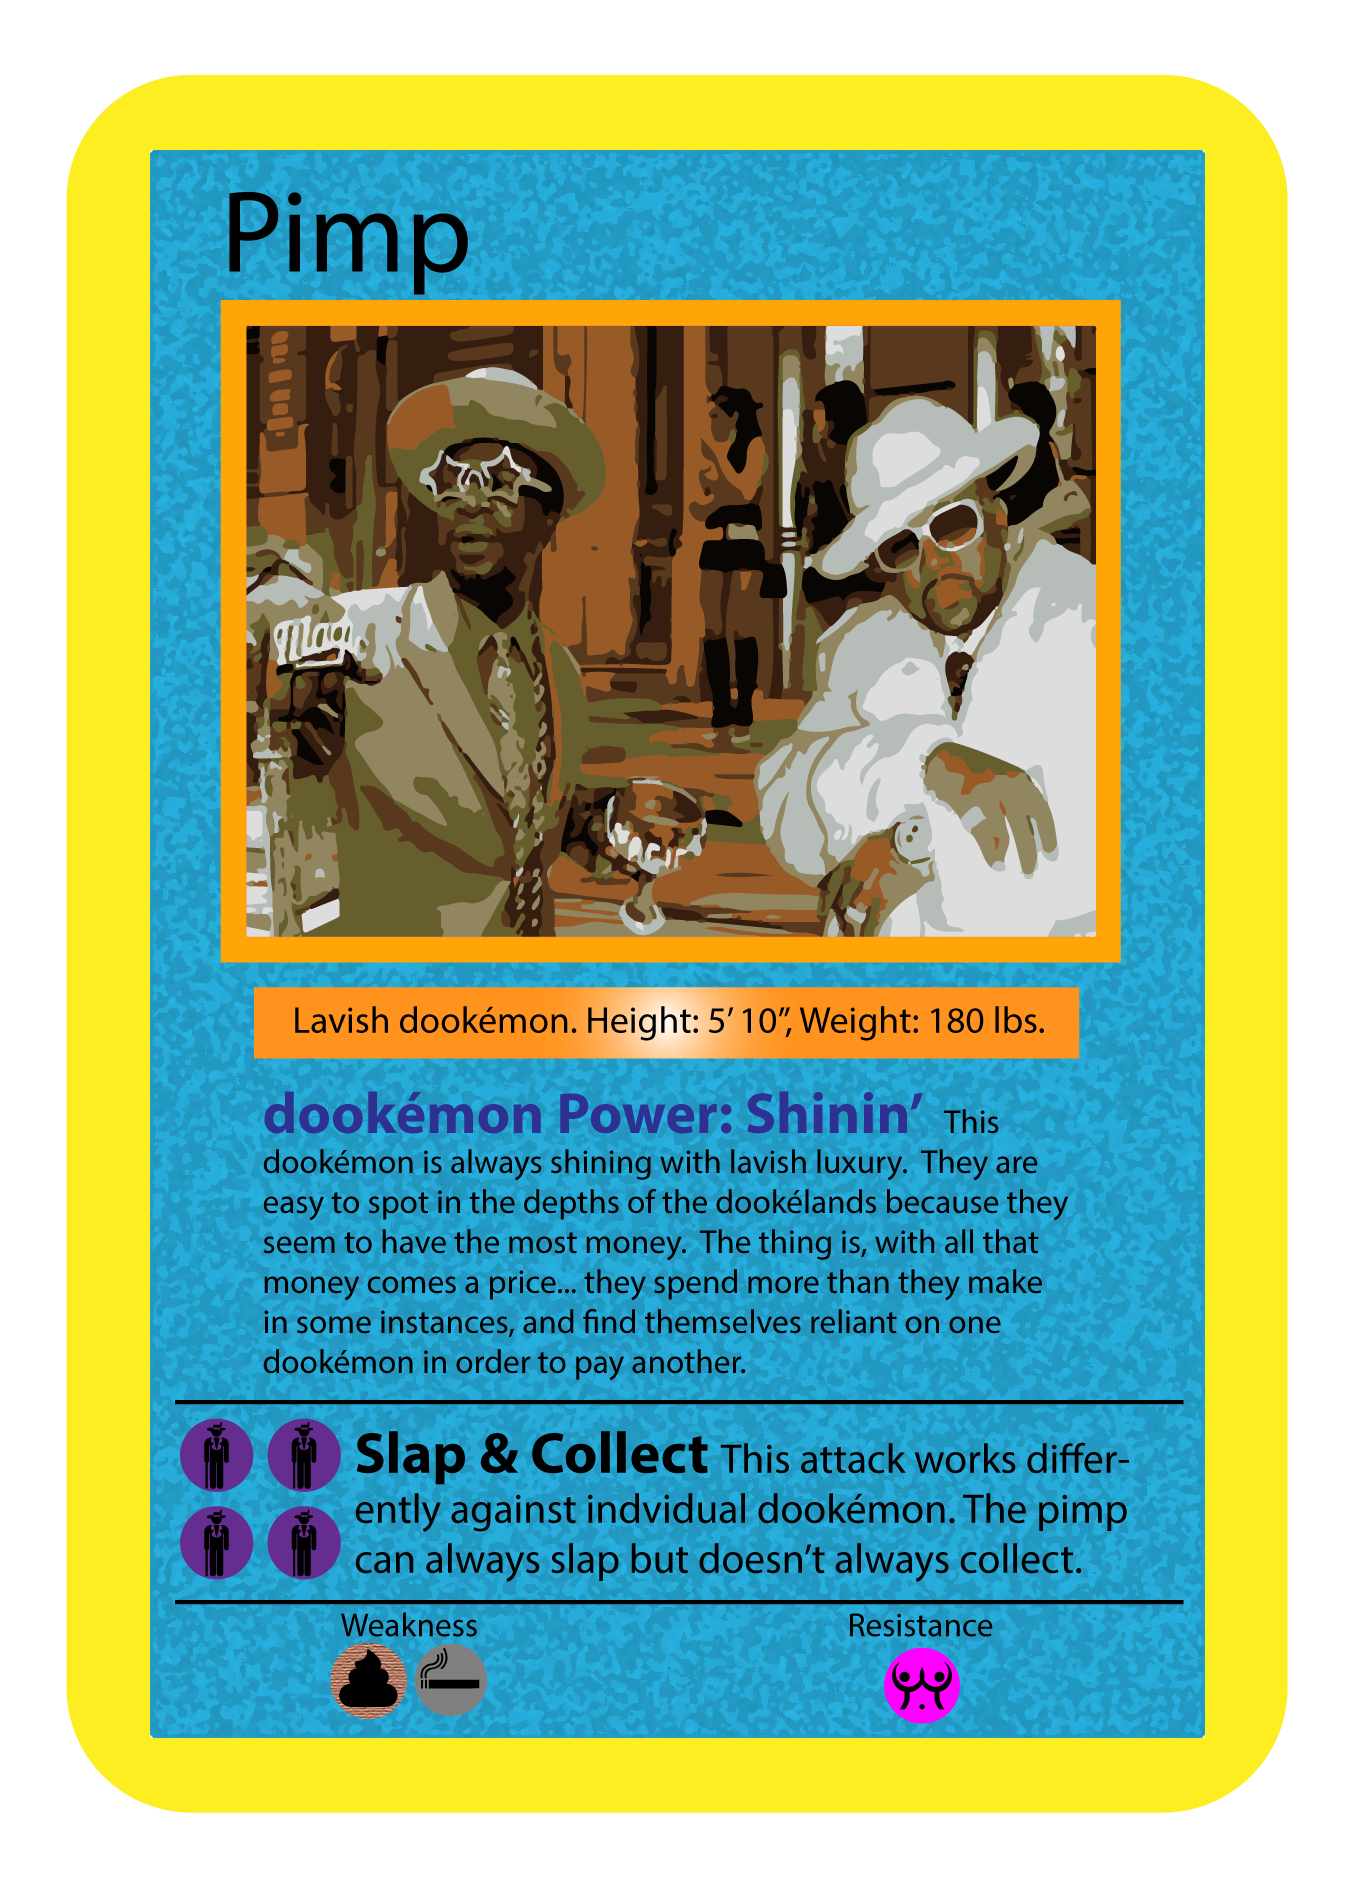 Pimp
Lavish dookémon. Height: 5’ 10”, Weight: 180 lbs.
dookémon Power: Shinin’ This
dookémon is always shining with lavish luxury. They are
easy to spot in the depths of the dookélands because they
seem to have the most money. The thing is, with all that
money comes a price... they spend more than they make
in some instances, and find themselves reliant on one
dookémon in order to pay another.
Slap & Collect This attack works differ-
ently against indvidual dookémon. The pimp
can always slap but doesn’t always collect.
Weakness
Resistance